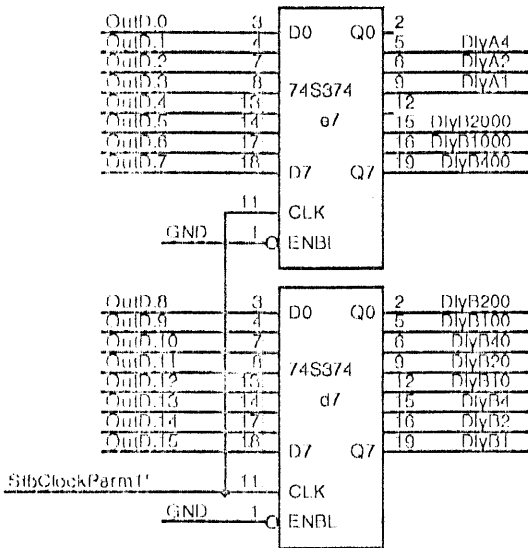 OutD.0 3 D0 Q0 2
OutD.1 4 5 DlyA4
OutD.2 7 6 DlyA2
OutD.3 8 74S374 9 DlyA1
OutD.4 13 12
OutD.5 14 e7 15 DlyB2000
OutD.6 17 16 DlyB1000
OutD.7 18 D7 Q7 19 DlyB400
11 CLK
GND 1 ENBL
OutD.8 3 D0 Q0 2 DlyB200
OutD.9 4 5 DlyB100
OutD.10 7 6 DlyB40
OutD.11 8 74S374 9 DlyB20
OutD.12 13 12 DlyB10
OutD.13 14 d7 15 DlyB4
OutD.14 17 16 DlyB2
OutD.15 18 D7 Q7 19 DlyB1
StbClockParm1' 11 CLK
GND 1 ENBL